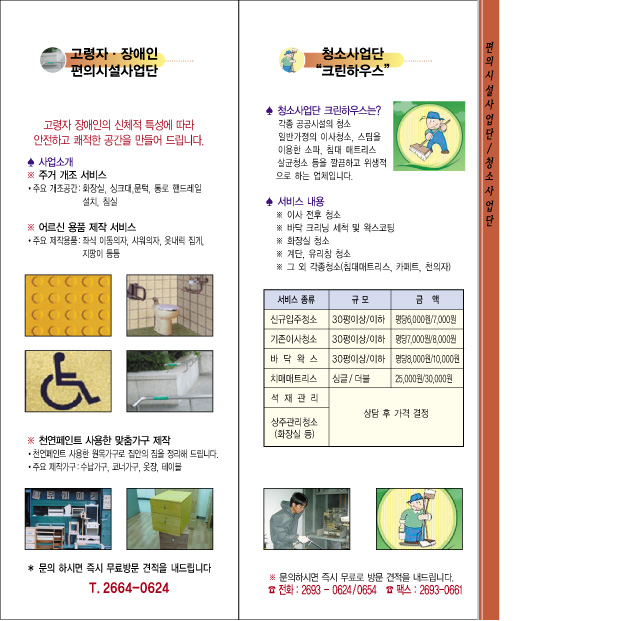 고령자 · 장애인
편의시설사업단
고령자 장애인의 신체적 특성에 따라
안전하고 쾌적한 공간을 만들어 드립니다.
♠ 사업소개
※ 주거 개조 서비스
• 주요 개조공간: 화장실, 싱크대,문턱, 통로 핸드레일
설치, 침실
※ 어르신 용품 제작 서비스
• 주요 제작용품: 좌식 이동의자, 샤워의자, 옷내릭 집게,
지팡이 등등
※ 천연페인트 사용한 맞춤가구 제작
• 천연페인트 사용한 원목가구로 집안의 짐을 정리해 드립니다.
• 주요 제작가구 : 수납가구, 코너가구, 옷장, 테이블
* 문의 하시면 즉시 무료방문 견적을 내드립니다
T. 2664-0624
청소사업단
“크린하우스”
♠ 청소사업단 크린하우스는?
각종 공공시설의 청소
일반가정의 이사청소, 스팀을
이용한 소파, 침대 매트리스
살균청소 등을 깔끔하고 위생적
으로 하는 업체입니다.
♠ 서비스 내용
※ 이사 전후 청소
※ 바닥 크리닝 세척 및 왁스코팅
※ 화장실 청소
※ 계단, 유리창 청소
※ 그 외 각종청소(침대매트리스, 카페트, 천의자)
서비스 종류 규 모 금 액
신규입주청소 30평이상/이하 평당6,000원/7,000원
기존이사청소 30평이상/이하 평당7,000원/8,000원
바 닥 왁 스 30평이상/이하 평당8,000원/10,000원
치매매트리스 싱글 / 더블 25,000원/30,000원
석 재 관 리
상담 후 가격 결정
상주관리청소
(화장실 등)
※ 문의하시면 즉시 무료로 방문 견적을 내드립니다.
☎ 전화 : 2693 - 0624/0654 ☎ 팩스 : 2693-0661
편의시설사업단/청소사업단